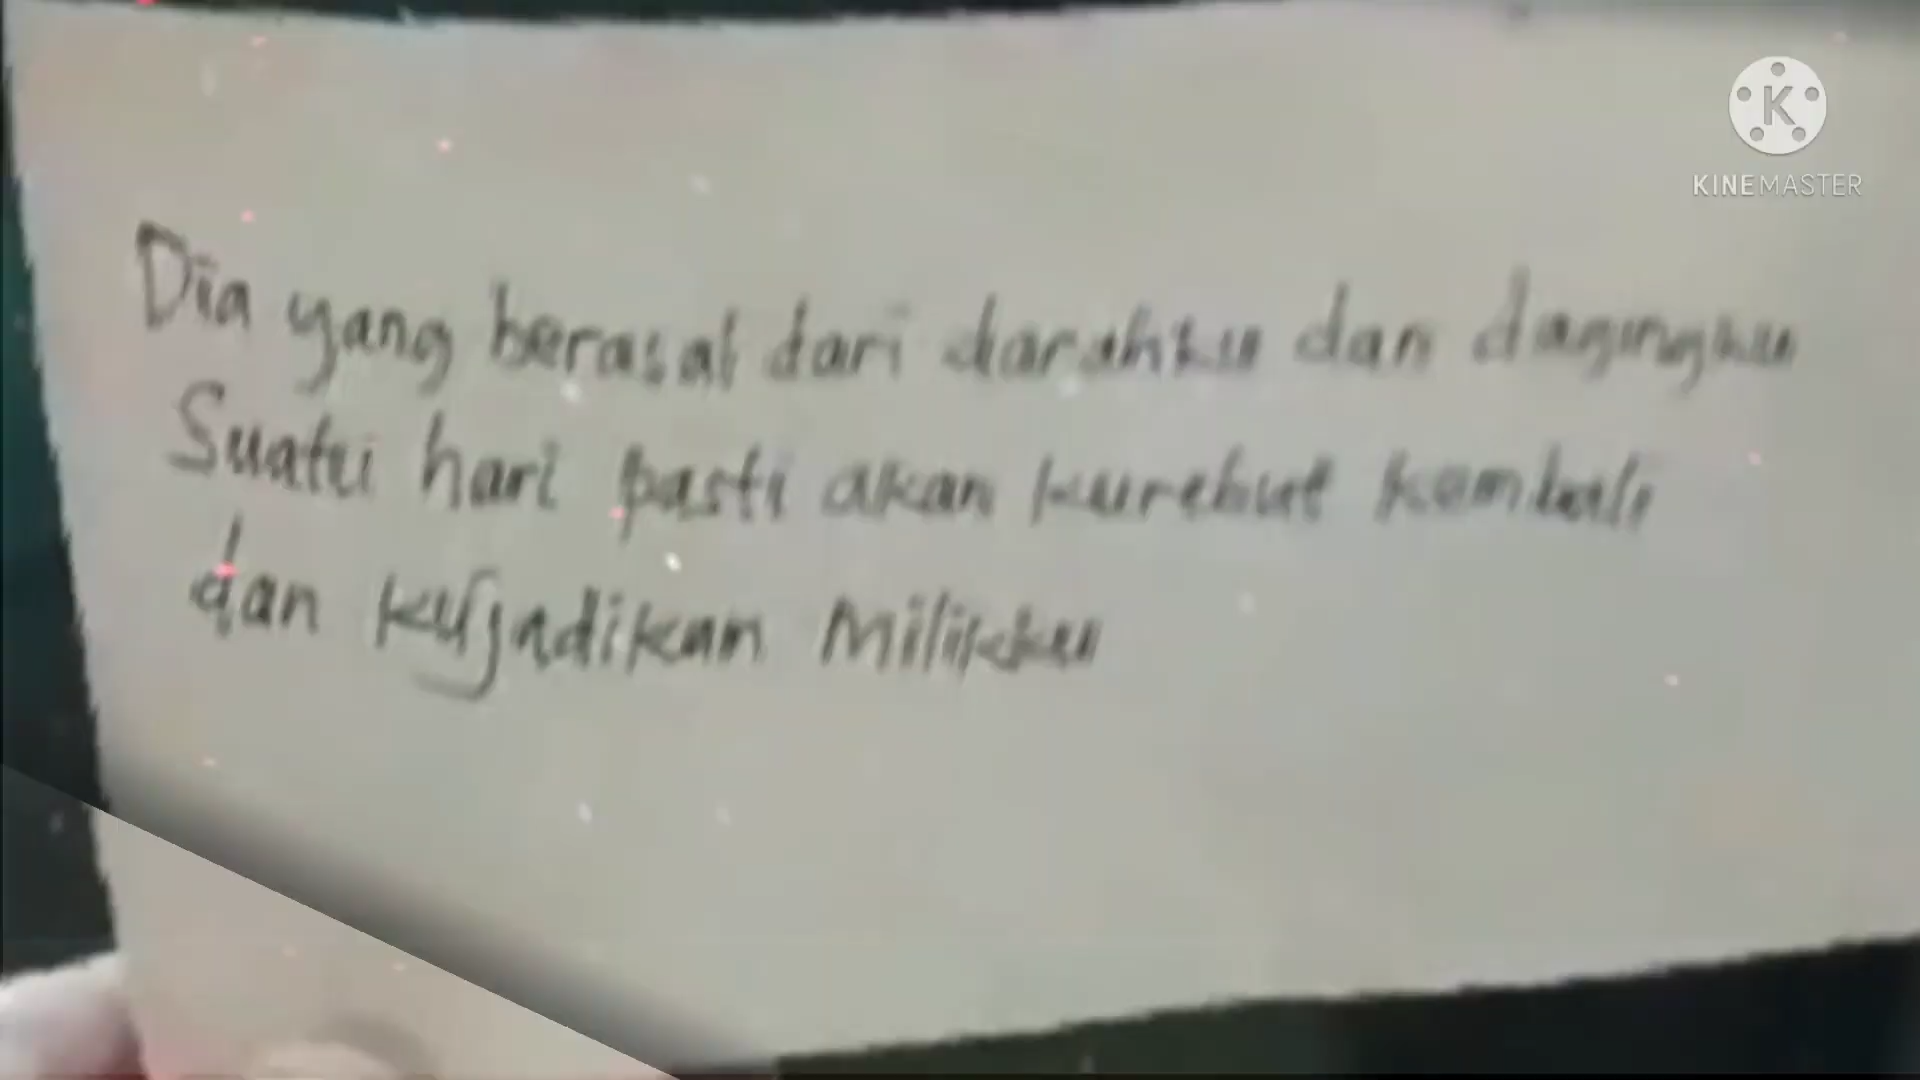 KINEMASTER
Dia yang berasal dari darahku dan dagingku
Suatu hari pasti akan kurebut kembali
dan kujadikan Milikku